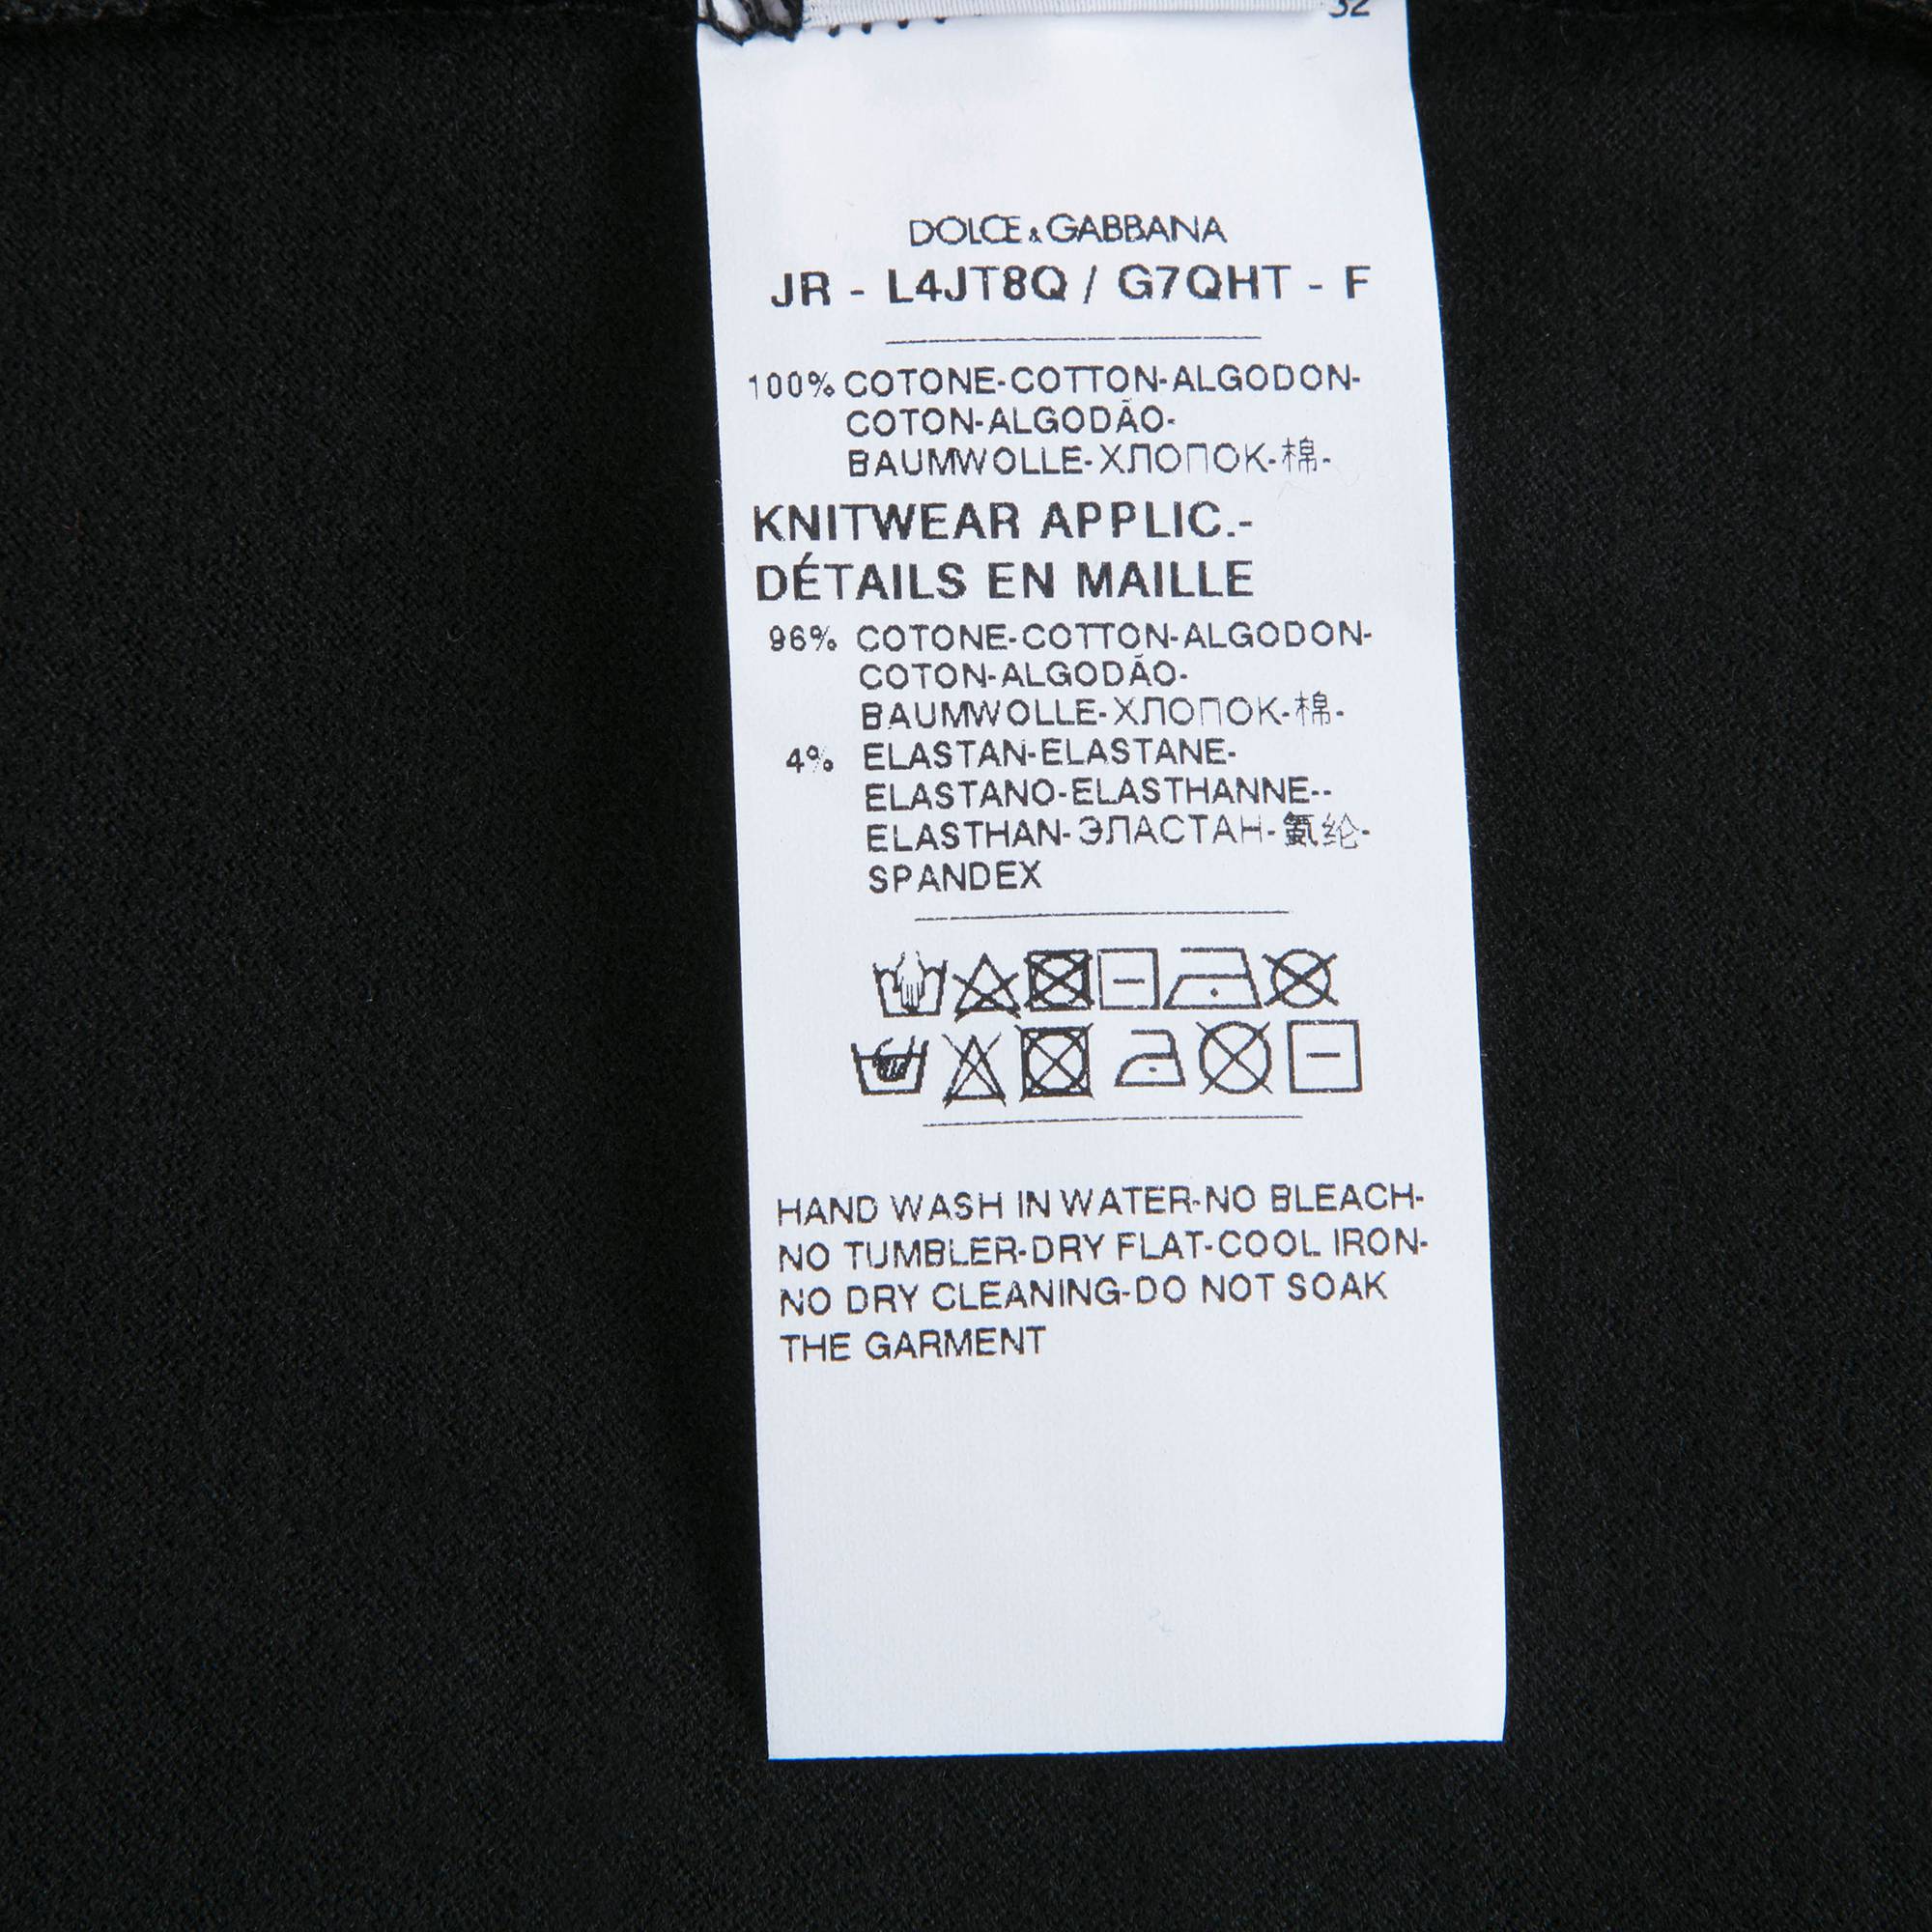 DOLCE & GABBANA
JR - L4JT8Q / G7QHT - F
100% COTONE-COTTON-ALGODON-
COTON-ALGODÃO-
BAUMWOLLE-ХЛОПОК-棉-
KNITWEAR APPLIC.-
DÉTAILS EN MAILLE
96% COTONE-COTTON-ALGODON-
COTON-ALGODÃO-
BAUMWOLLE-ХЛОПОК-棉-
4% ELASTAN-ELASTANE-
ELASTANO-ELASTHANNE--
ELASTHAN-ЭЛАСТАН-氨纶-
SPANDEX
HAND WASH IN WATER-NO BLEACH-
NO TUMBLER-DRY FLAT-COOL IRON-
NO DRY CLEANING-DO NOT SOAK
THE GARMENT